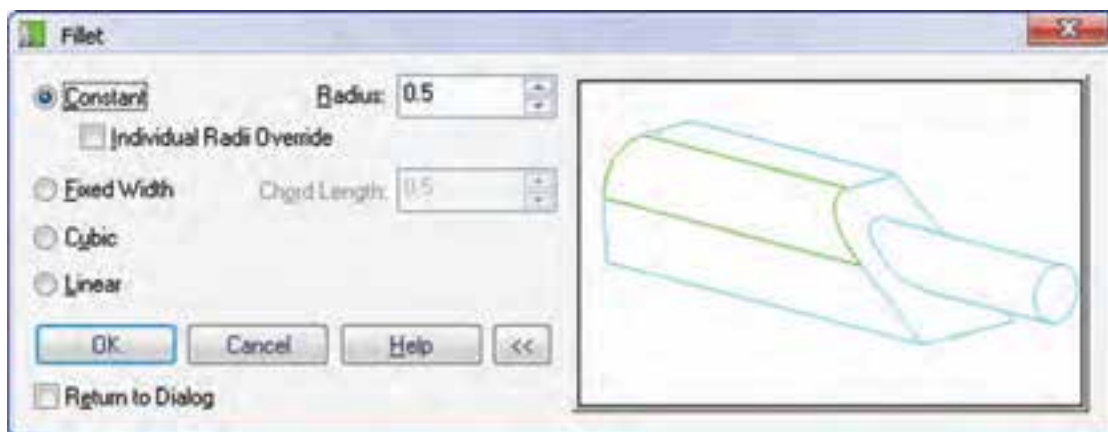 Fillet
Constant Radius: 0.5
Individual Radii Override
Fixed Width Chord Length: 0.5
Cubic
Linear
OK Cancel Help <<
Return to Dialog